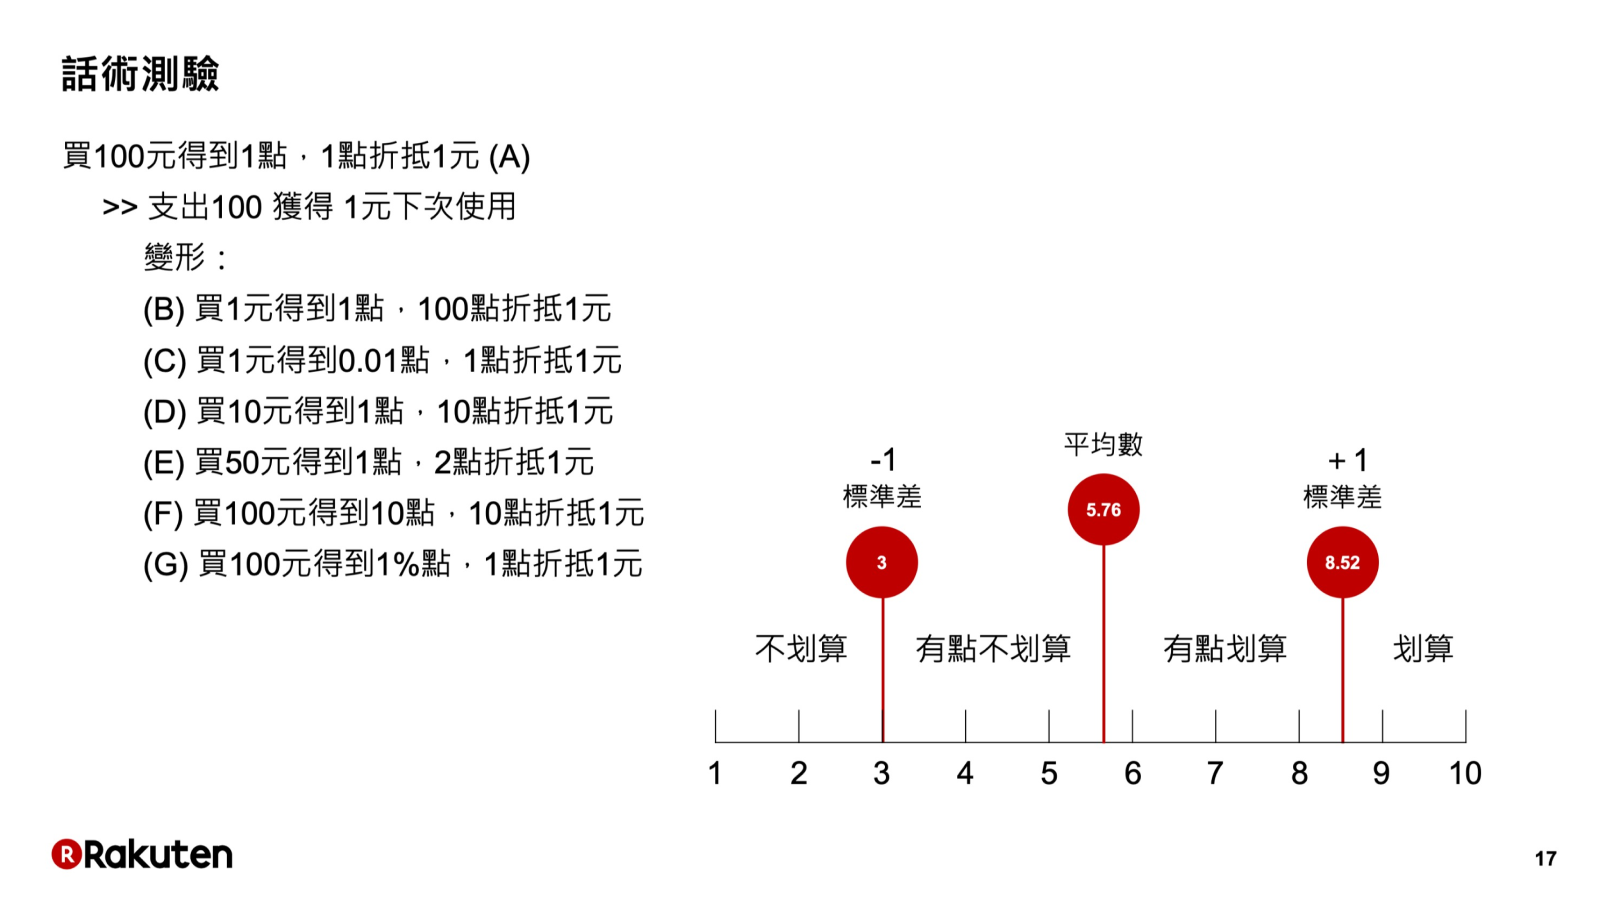 話術測驗
買100元得到1點，1點折抵1元 (A)
>> 支出100 獲得 1元下次使用
變形：
(B) 買1元得到1點，100點折抵1元
(C) 買1元得到0.01點，1點折抵1元
(D) 買10元得到1點，10點折抵1元
(E) 買50元得到1點，2點折抵1元
(F) 買100元得到10點，10點折抵1元
(G) 買100元得到1%點，1點折抵1元
-1
標準差
3
平均數
5.76
+1
標準差
8.52
不划算 有點不划算 有點划算 划算
1 2 3 4 5 6 7 8 9 10
R Rakuten
17